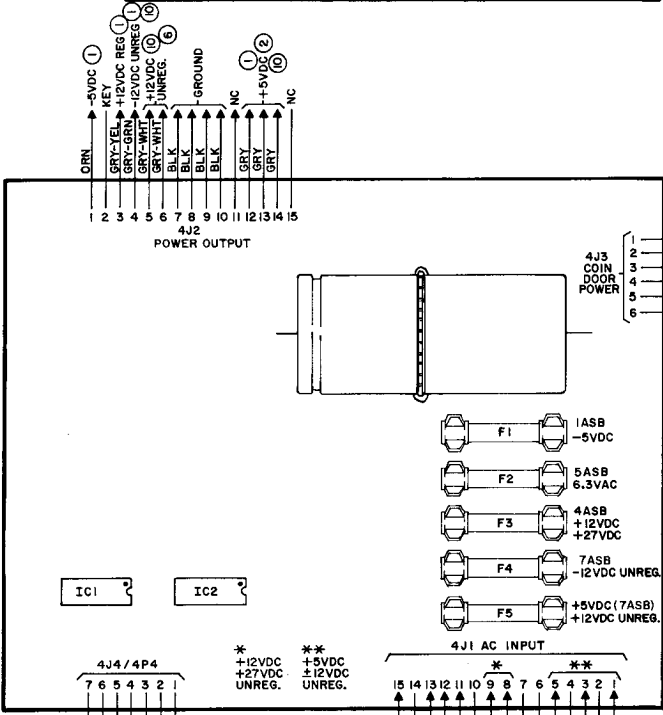 -5VDC 1
KEY
+12VDC REG 1
-12VDC UNREG 1 10
+12VDC 10
UNREG. 6
GROUND
NC
1
+5VDC 2
10
NC
ORN
GRY-YEL
GRY-GRN
GRY-WHT
GRY-WHT
BLK
BLK
BLK
BLK
GRY
GRY
GRY
1 2 3 4 5 6 7 8 9 10 11 12 13 14 15
4J2
POWER OUTPUT
4J3
COIN
DOOR
POWER
1
2
3
4
5
6
F1
1ASB
-5VDC
F2
5ASB
6.3VAC
F3
4ASB
+12VDC
+27VDC
F4
7ASB
-12VDC UNREG.
F5
+5VDC (7ASB)
+12VDC UNREG.
IC1
IC2
4J4/4P4
7 6 5 4 3 2 1
*
+12VDC
+27VDC
UNREG.
**
+5VDC
±12VDC
UNREG.
4J1 AC INPUT
* **
15 14 13 12 11 10 9 8 7 6 5 4 3 2 1